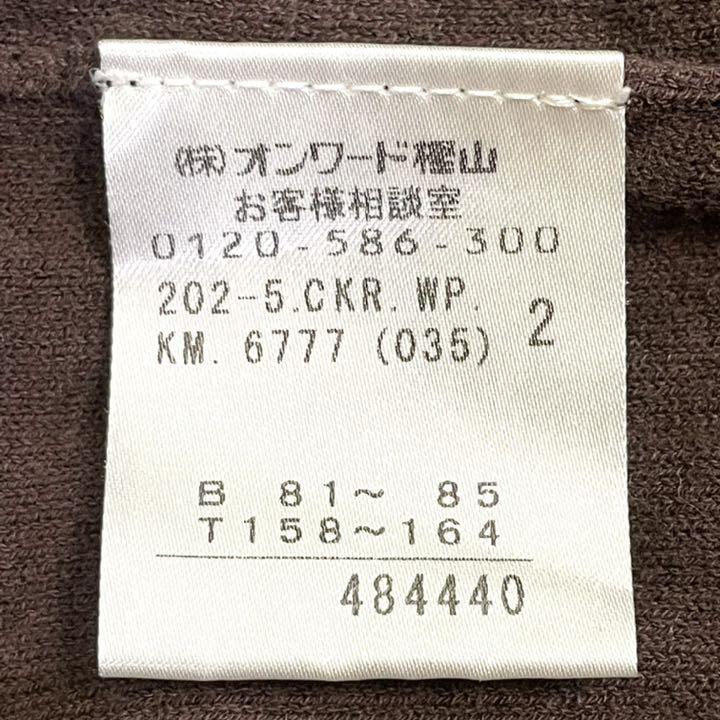 (株)オンワード樫山
お客様相談室
0120-586-300
202-5.CKR.WP.
KM. 6777 (035) 2
B 81～ 85
T158～164
484440